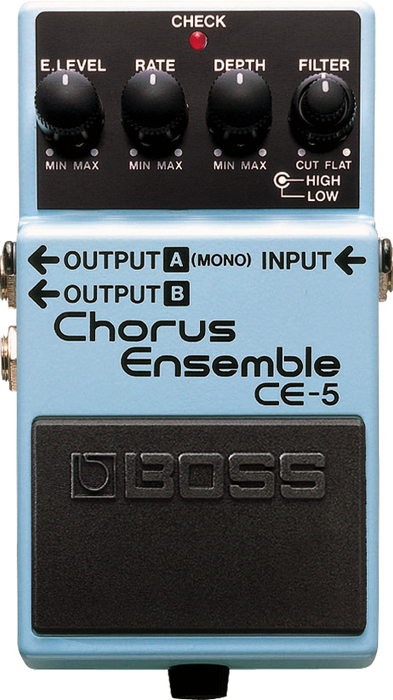 CHECK
E.LEVEL RATE DEPTH FILTER
MIN MAX MIN MAX MIN MAX CUT FLAT
HIGH
LOW
OUTPUT A (MONO) INPUT
OUTPUT B
Chorus
Ensemble
CE-5
BOSS